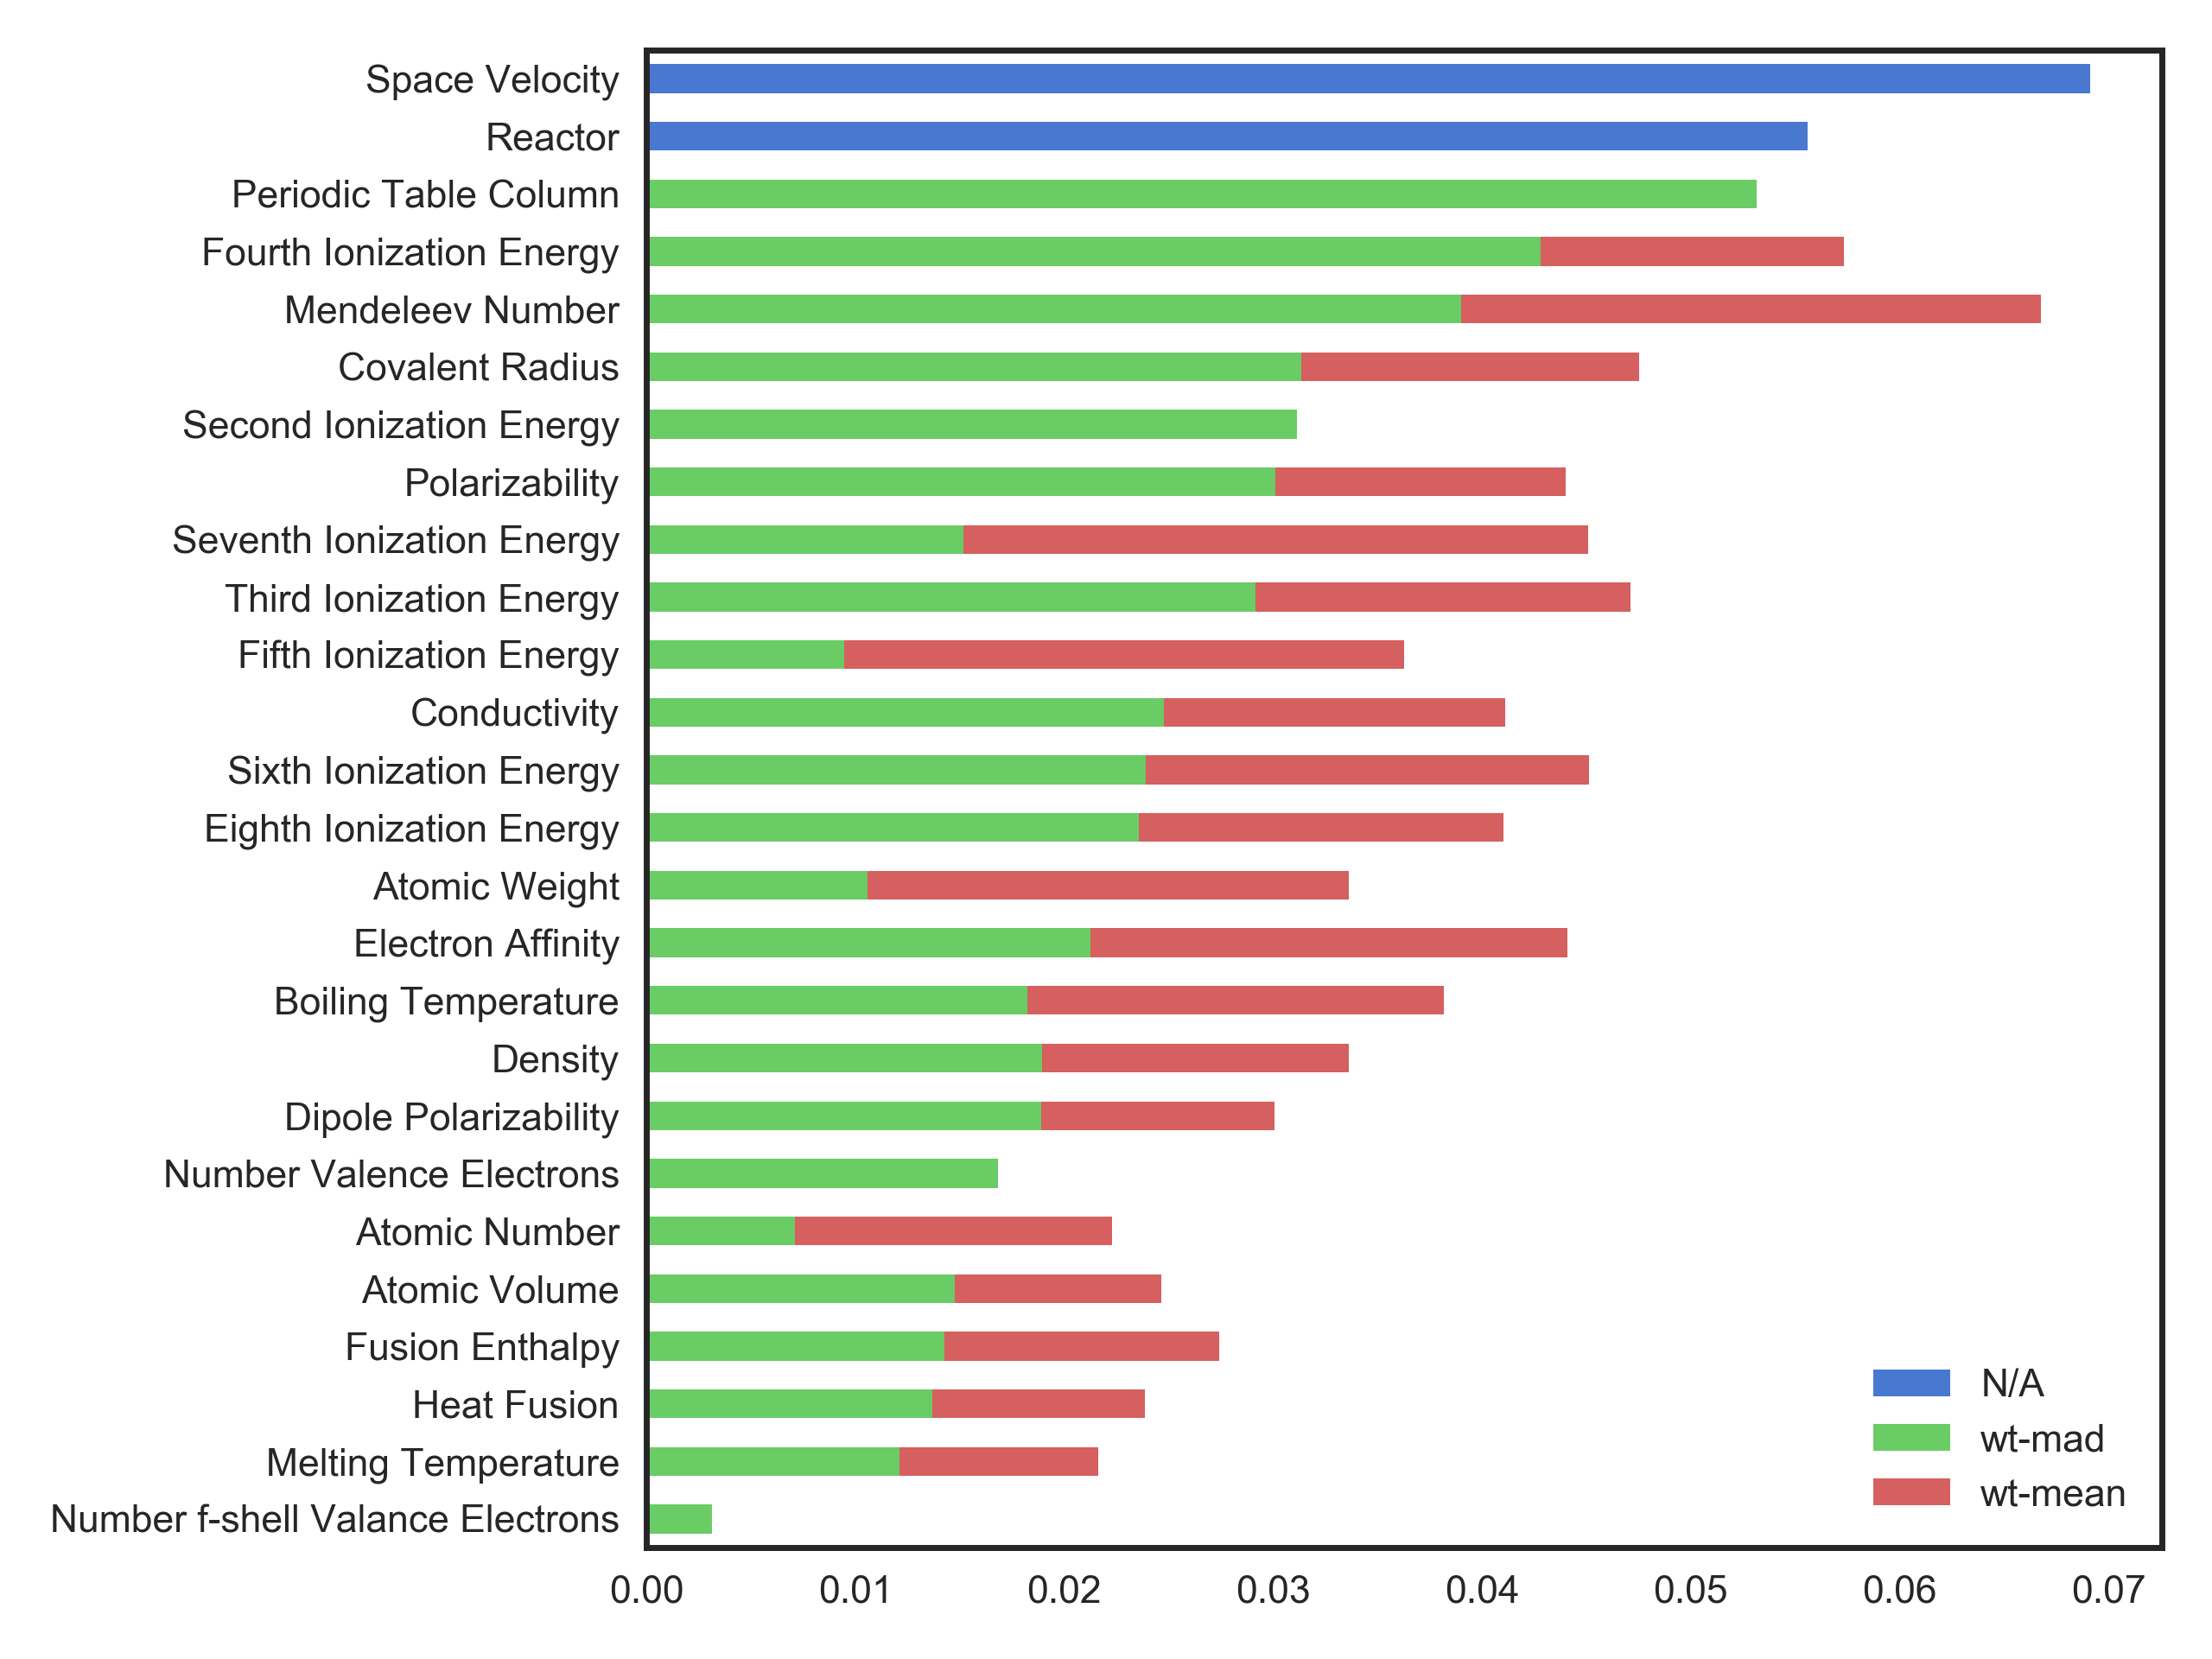 Space Velocity
Reactor
Periodic Table Column
Fourth Ionization Energy
Mendeleev Number
Covalent Radius
Second Ionization Energy
Polarizability
Seventh Ionization Energy
Third Ionization Energy
Fifth Ionization Energy
Conductivity
Sixth Ionization Energy
Eighth Ionization Energy
Atomic Weight
Electron Affinity
Boiling Temperature
Density
Dipole Polarizability
Number Valence Electrons
Atomic Number
Atomic Volume
Fusion Enthalpy
Heat Fusion
Melting Temperature
Number f-shell Valance Electrons
N/A
wt-mad
wt-mean
0.00 0.01 0.02 0.03 0.04 0.05 0.06 0.07